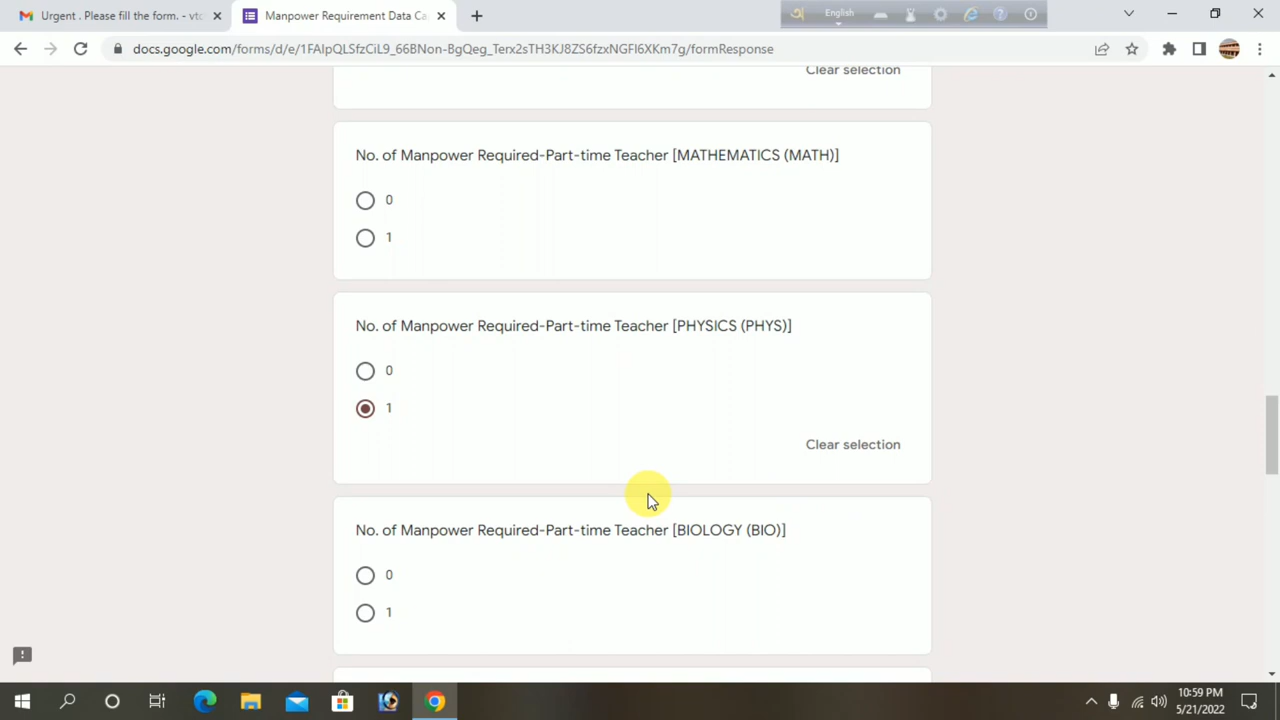 Urgent . Please fill the form. - vto
Manpower Requirement Data Ca
English
docs.google.com/forms/d/e/1FAIpQLSfzCiL9_66BNon-BgQeg_Terx2sTH3KJ8ZS6fzxNGFl6XKm7g/formResponse
Clear selection
No. of Manpower Required-Part-time Teacher [MATHEMATICS (MATH)]
0
1
No. of Manpower Required-Part-time Teacher [PHYSICS (PHYS)]
0
1
Clear selection
No. of Manpower Required-Part-time Teacher [BIOLOGY (BIO)]
0
1
10:59 PM
5/21/2022